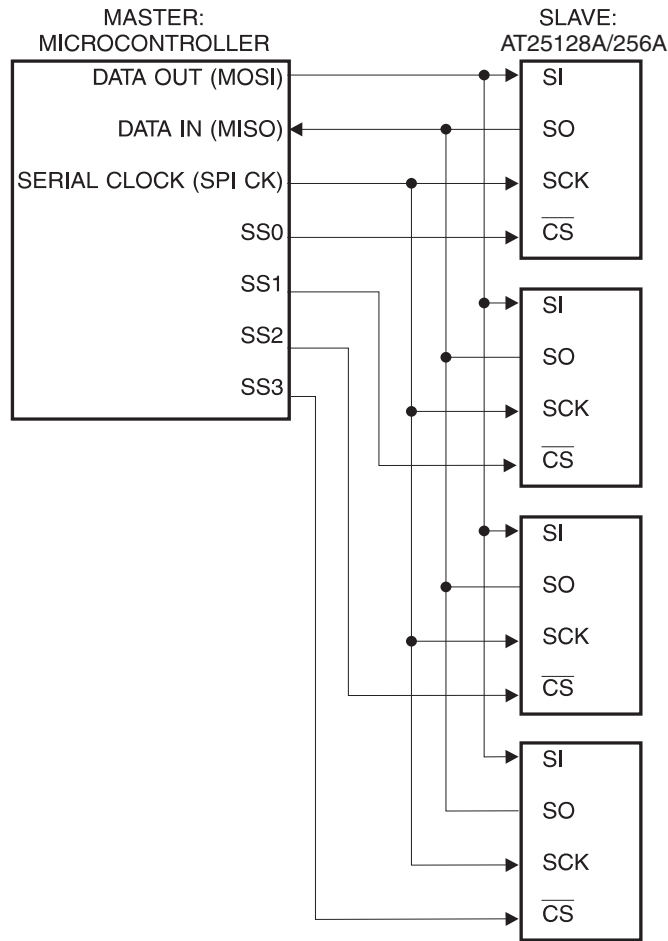 MASTER:
MICROCONTROLLER
DATA OUT (MOSI)
DATA IN (MISO)
SERIAL CLOCK (SPI CK)
SS0
SS1
SS2
SS3
SLAVE:
AT25128A/256A
SI
SO
SCK
CS
SI
SO
SCK
CS
SI
SO
SCK
CS
SI
SO
SCK
CS